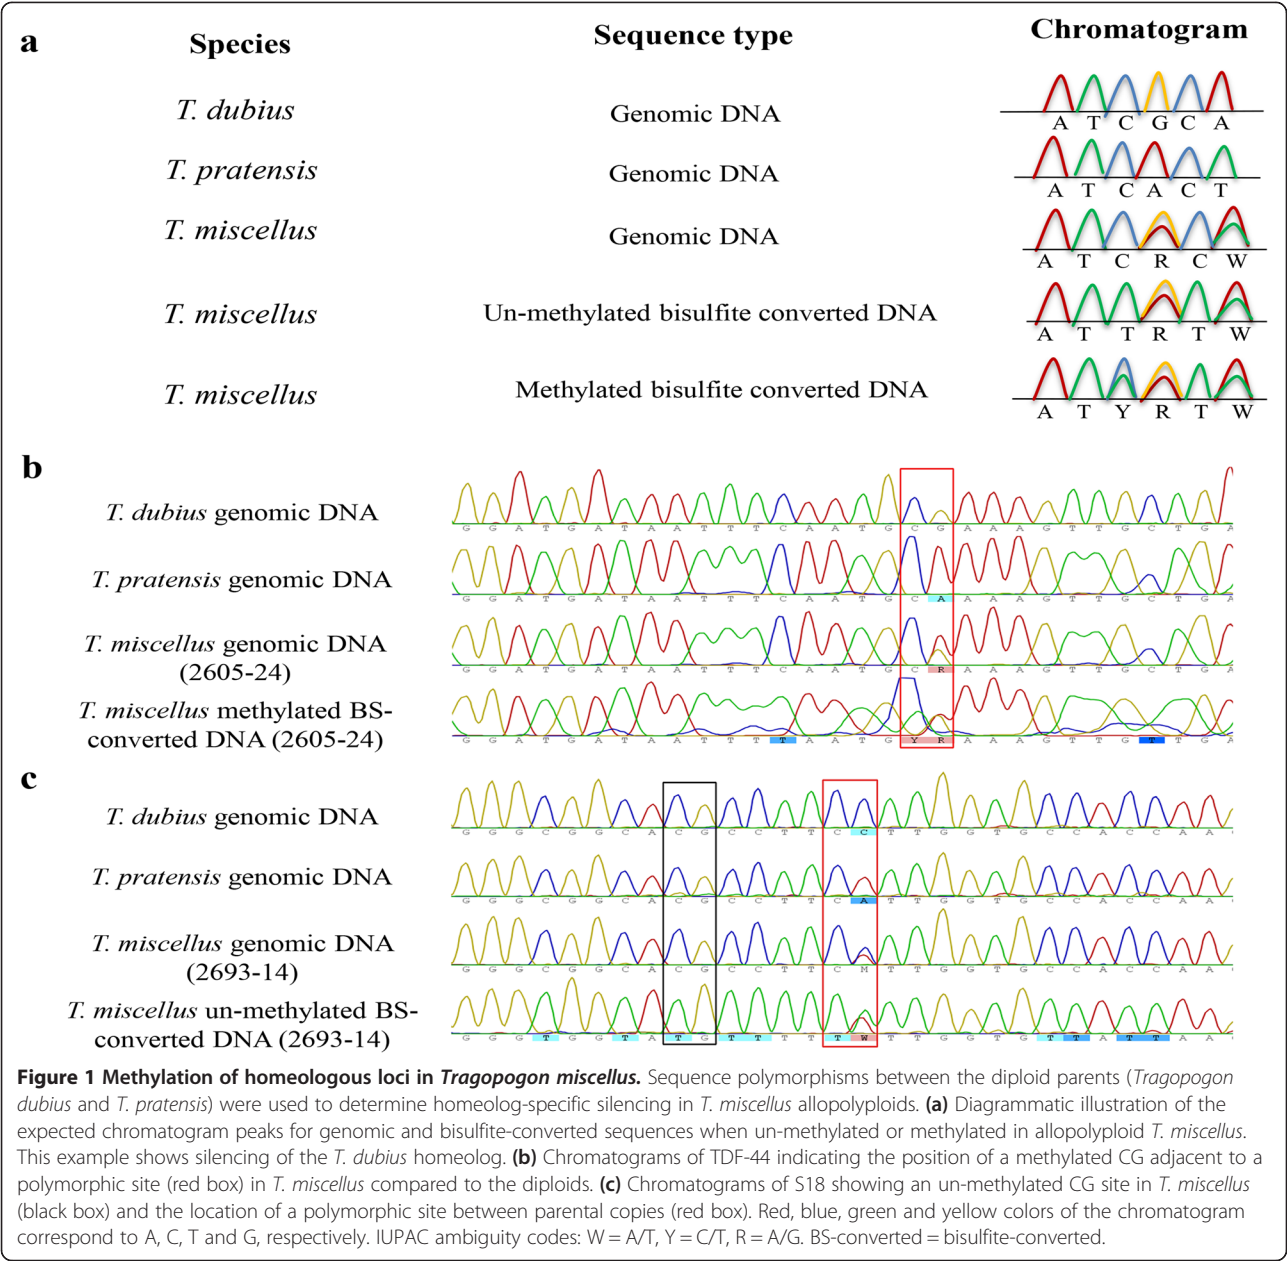 a
Species
Sequence type
Chromatogram
T. dubius
Genomic DNA
A T C G C A
T. pratensis
Genomic DNA
A T C A C T
T. miscellus
Genomic DNA
A T C R C W
T. miscellus
Un-methylated bisulfite converted DNA
A T T R T W
T. miscellus
Methylated bisulfite converted DNA
A T Y R T W
b
T. dubius genomic DNA
G G A T G A T A A T T T C A A T G C G A A A G T T G C T G A
T. pratensis genomic DNA
G G A T G A T A A T T T C A A T G C A A A A G T T G C T G A
T. miscellus genomic DNA
(2605-24)
G G A T G A T A A T T T C A A T G C R A A A G T T G C T G A
T. miscellus methylated BS-
converted DNA (2605-24)
G G A T G A T A A T T T T A A T G Y R A A A G T T G T T G A
c
T. dubius genomic DNA
G G G C G G C A C G C C T T C C T T G G T G C C A C C A A
T. pratensis genomic DNA
G G G C G G C A C G C C T T C A T T G G T G C C A C C A A
T. miscellus genomic DNA
(2693-14)
G G G C G G C A C G C C T T C M T T G G T G C C A C C A A
T. miscellus un-methylated BS-
converted DNA (2693-14)
G G G T G G T A T G T T T T T W T T G G T G T T A T T A A
Figure 1 Methylation of homeologous loci in Tragopogon miscellus. Sequence polymorphisms between the diploid parents (Tragopogon
dubius and T. pratensis) were used to determine homeolog-specific silencing in T. miscellus allopolyploids. (a) Diagrammatic illustration of the
expected chromatogram peaks for genomic and bisulfite-converted sequences when un-methylated or methylated in allopolyploid T. miscellus.
This example shows silencing of the T. dubius homeolog. (b) Chromatograms of TDF-44 indicating the position of a methylated CG adjacent to a
polymorphic site (red box) in T. miscellus compared to the diploids. (c) Chromatograms of S18 showing an un-methylated CG site in T. miscellus
(black box) and the location of a polymorphic site between parental copies (red box). Red, blue, green and yellow colors of the chromatogram
correspond to A, C, T and G, respectively. IUPAC ambiguity codes: W = A/T, Y = C/T, R = A/G. BS-converted = bisulfite-converted.